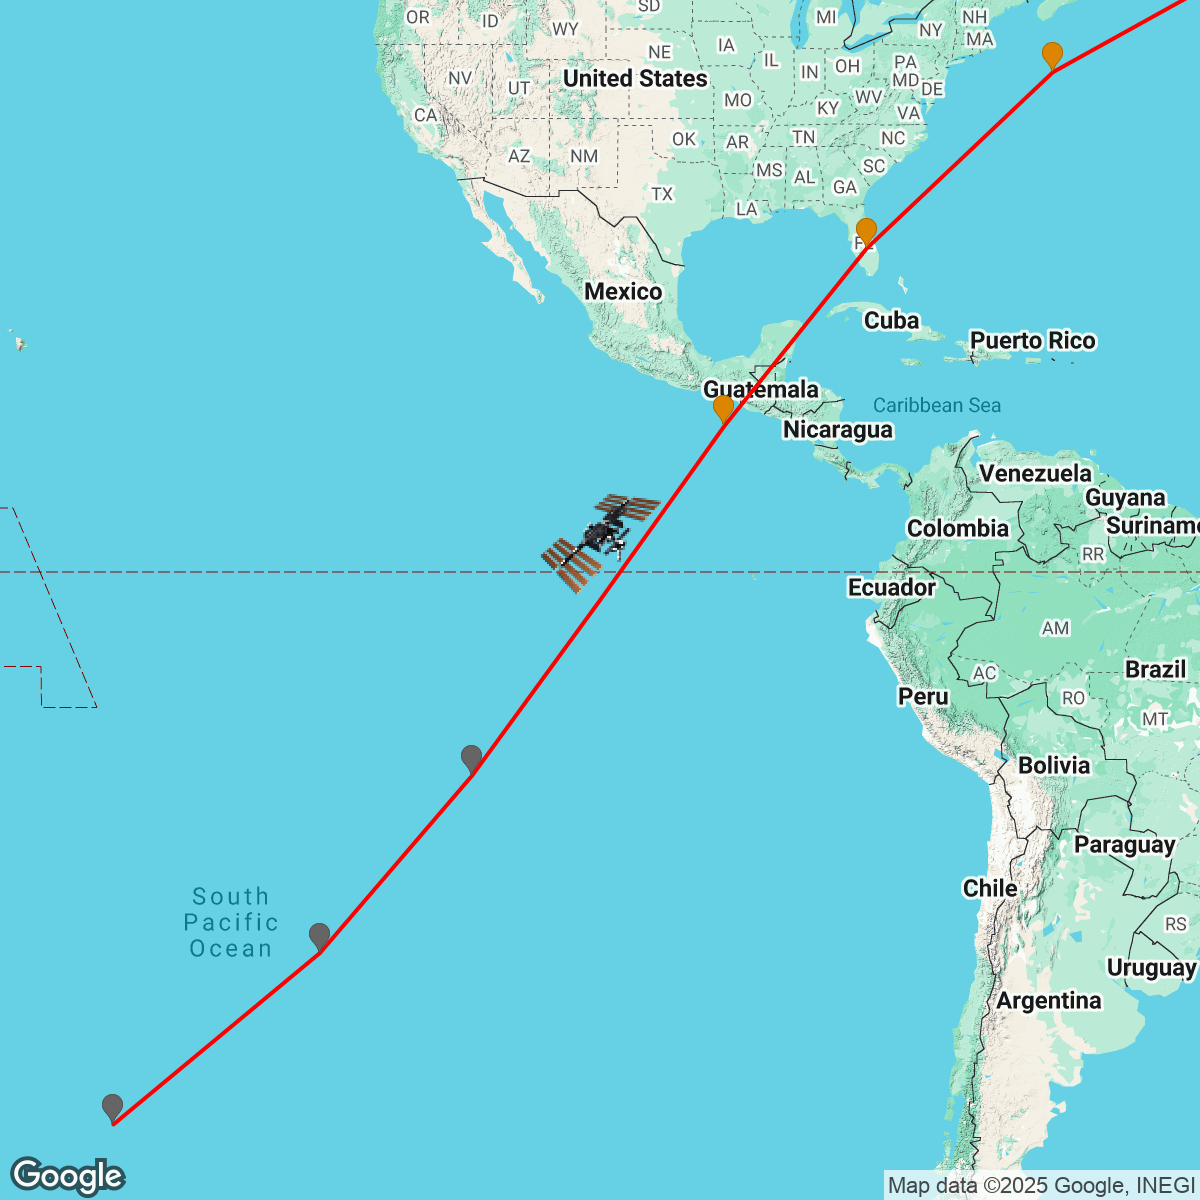 SD
OR
ID
MI
NH
WY
NY
MA
NE
IA
IL
IN
OH
PA
United States
NV
UT
MD
DE
MO
KY
WV
VA
CA
OK
AR
TN
NC
AZ
NM
MS
AL
SC
GA
TX
LA
Mexico
Cuba
Puerto Rico
Guatemala
Caribbean Sea
Nicaragua
Venezuela
Guyana
Colombia
Suriname
RR
Ecuador
AM
AC
Brazil
Peru
RO
MT
Bolivia
Paraguay
Chile
South
Pacific
Ocean
RS
Uruguay
Argentina
Google
Map data ©2025 Google, INEGI